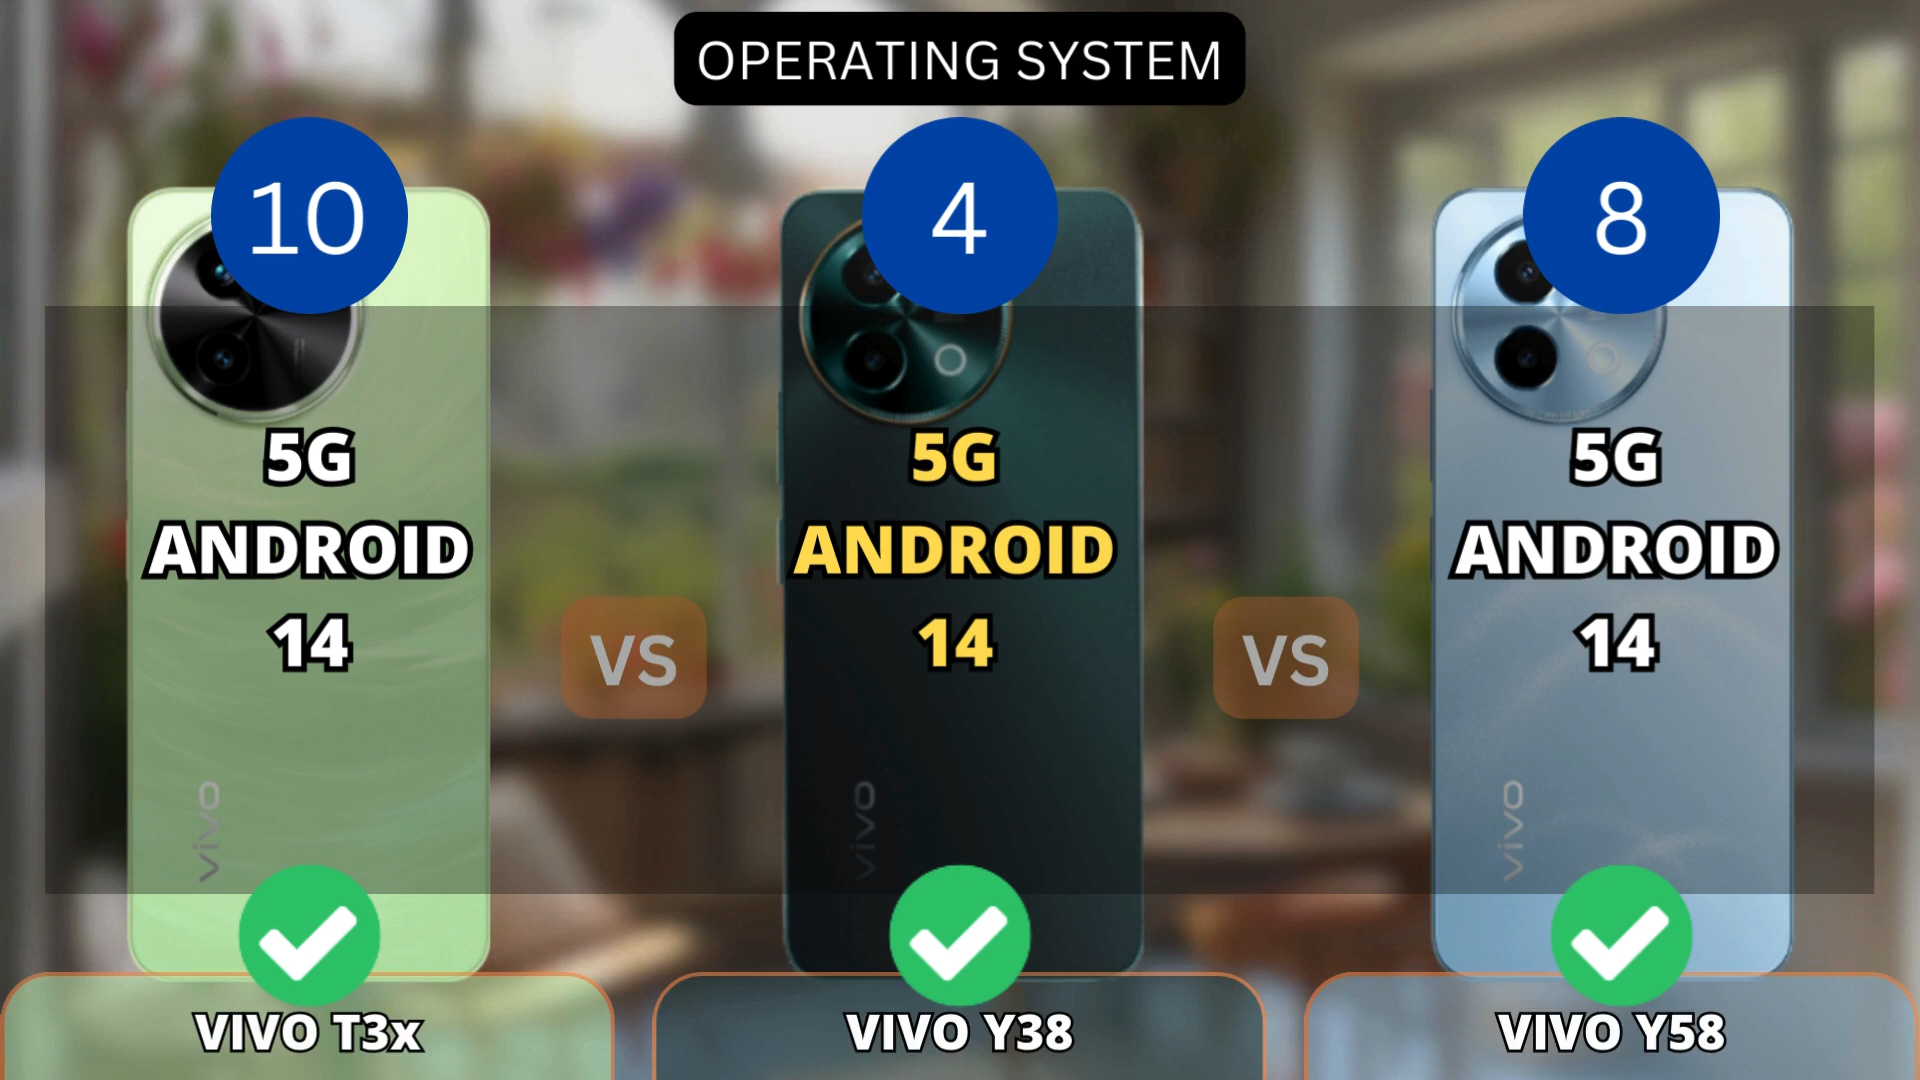 OPERATING SYSTEM
10
4
8
5G
ANDROID
14
5G
ANDROID
14
5G
ANDROID
14
VS
VS
vivo
vivo
vivo
VIVO T3x
VIVO Y38
VIVO Y58